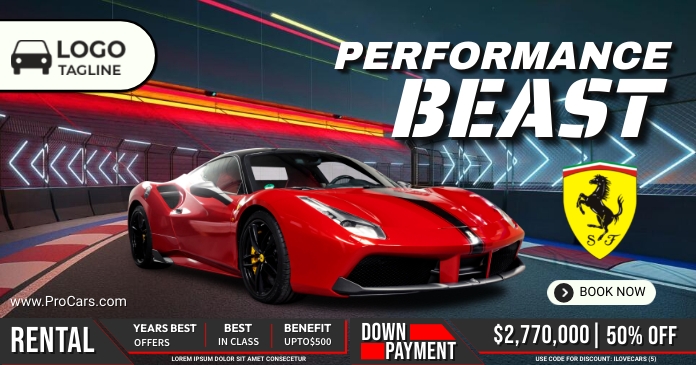 LOGO
TAGLINE
PERFORMANCE
BEAST
S F
www.ProCars.com
BOOK NOW
RENTAL
YEARS BEST
OFFERS
BEST
IN CLASS
BENEFIT
UPTO$500
LOREM IPSUM DOLOR SIT AMET CONSECTETUR
DOWN
PAYMENT
$2,770,000| 50% OFF
USE CODE FOR DISCOUNT: ILOVECARS (5)